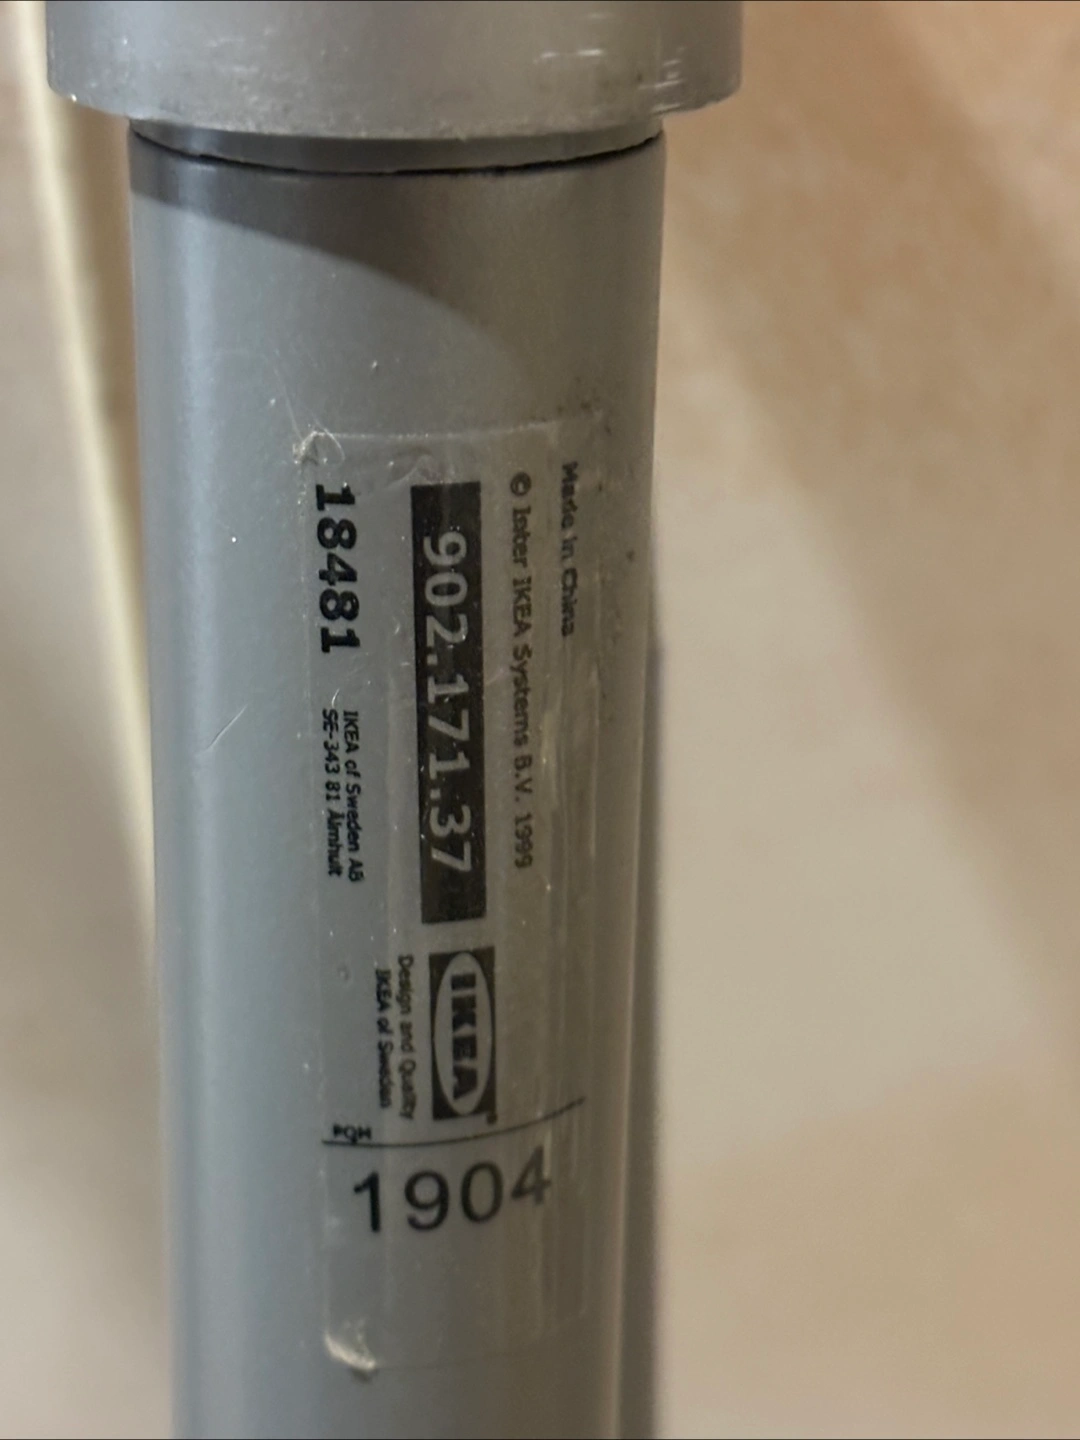 Made in China
© Inter IKEA Systems B.V. 1999
902.171.37
IKEA®
Design and Quality
IKEA of Sweden
18481
IKEA of Sweden AB
SE-343 81 Älmhult
1904